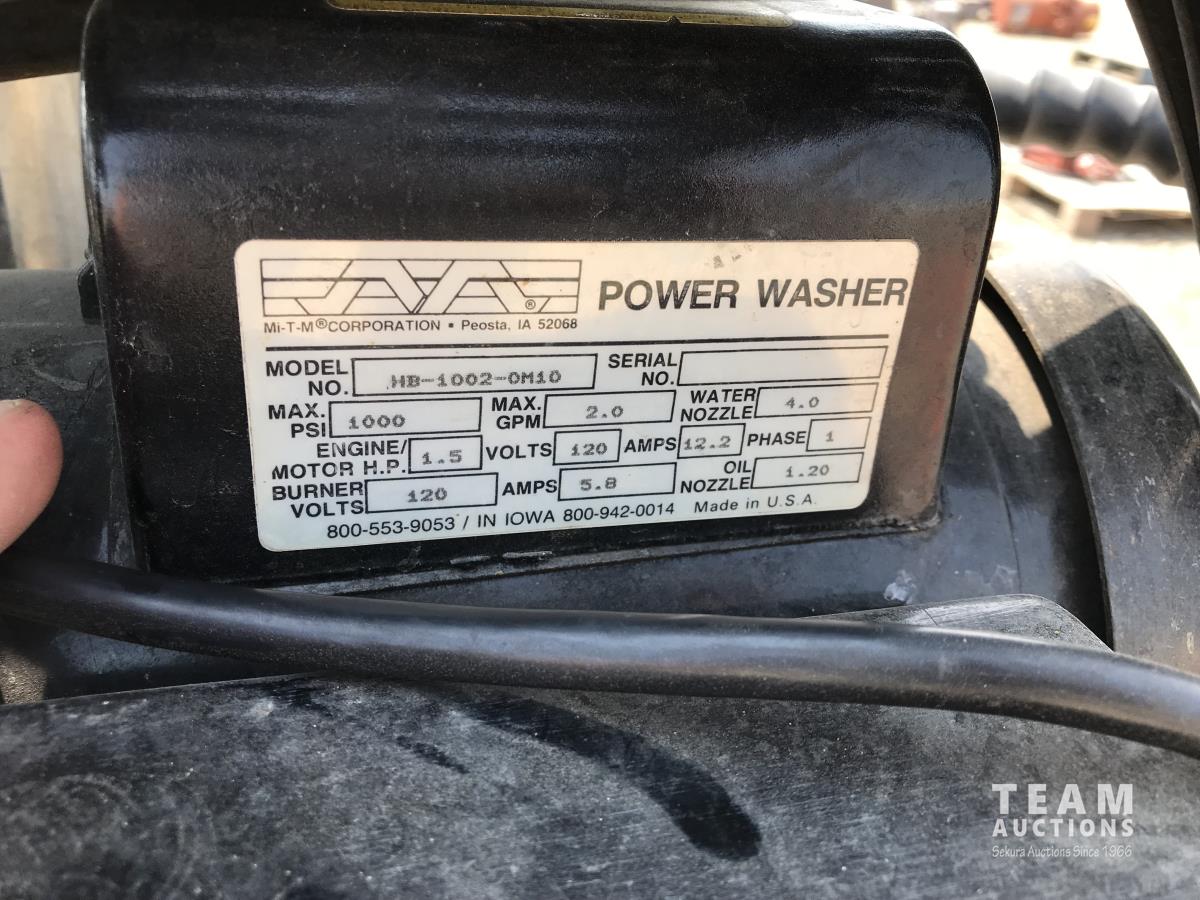 POWER WASHER
Mi-T-M® CORPORATION • Peosta, IA 52068
MODEL NO. HB-1002-0M10 SERIAL NO.
MAX. PSI 1000 MAX. GPM 2.0 WATER NOZZLE 4.0
ENGINE/ MOTOR H.P. 1.5 VOLTS 120 AMPS 12.2 PHASE 1
BURNER VOLTS 120 AMPS 5.8 OIL NOZZLE 1.20
800-553-9053 / IN IOWA 800-942-0014 Made in U.S.A.
TEAM
AUCTIONS
Sekura Auctions Since 1966